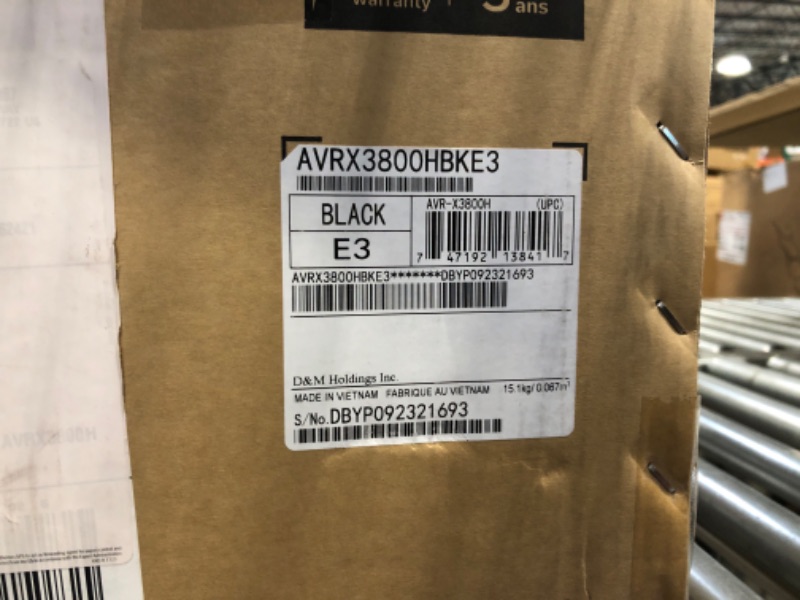 warranty
ans
AVRX3800HBKE3
BLACK
E3
AVR-X3800H (UPC)
7 47192 13841 7
AVRX3800HBKE3*******DBYP092321693
D&M Holdings Inc.
MADE IN VIETNAM FABRIQUE AU VIETNAM 15.1kg/0.067m³
S/No.DBYP092321693